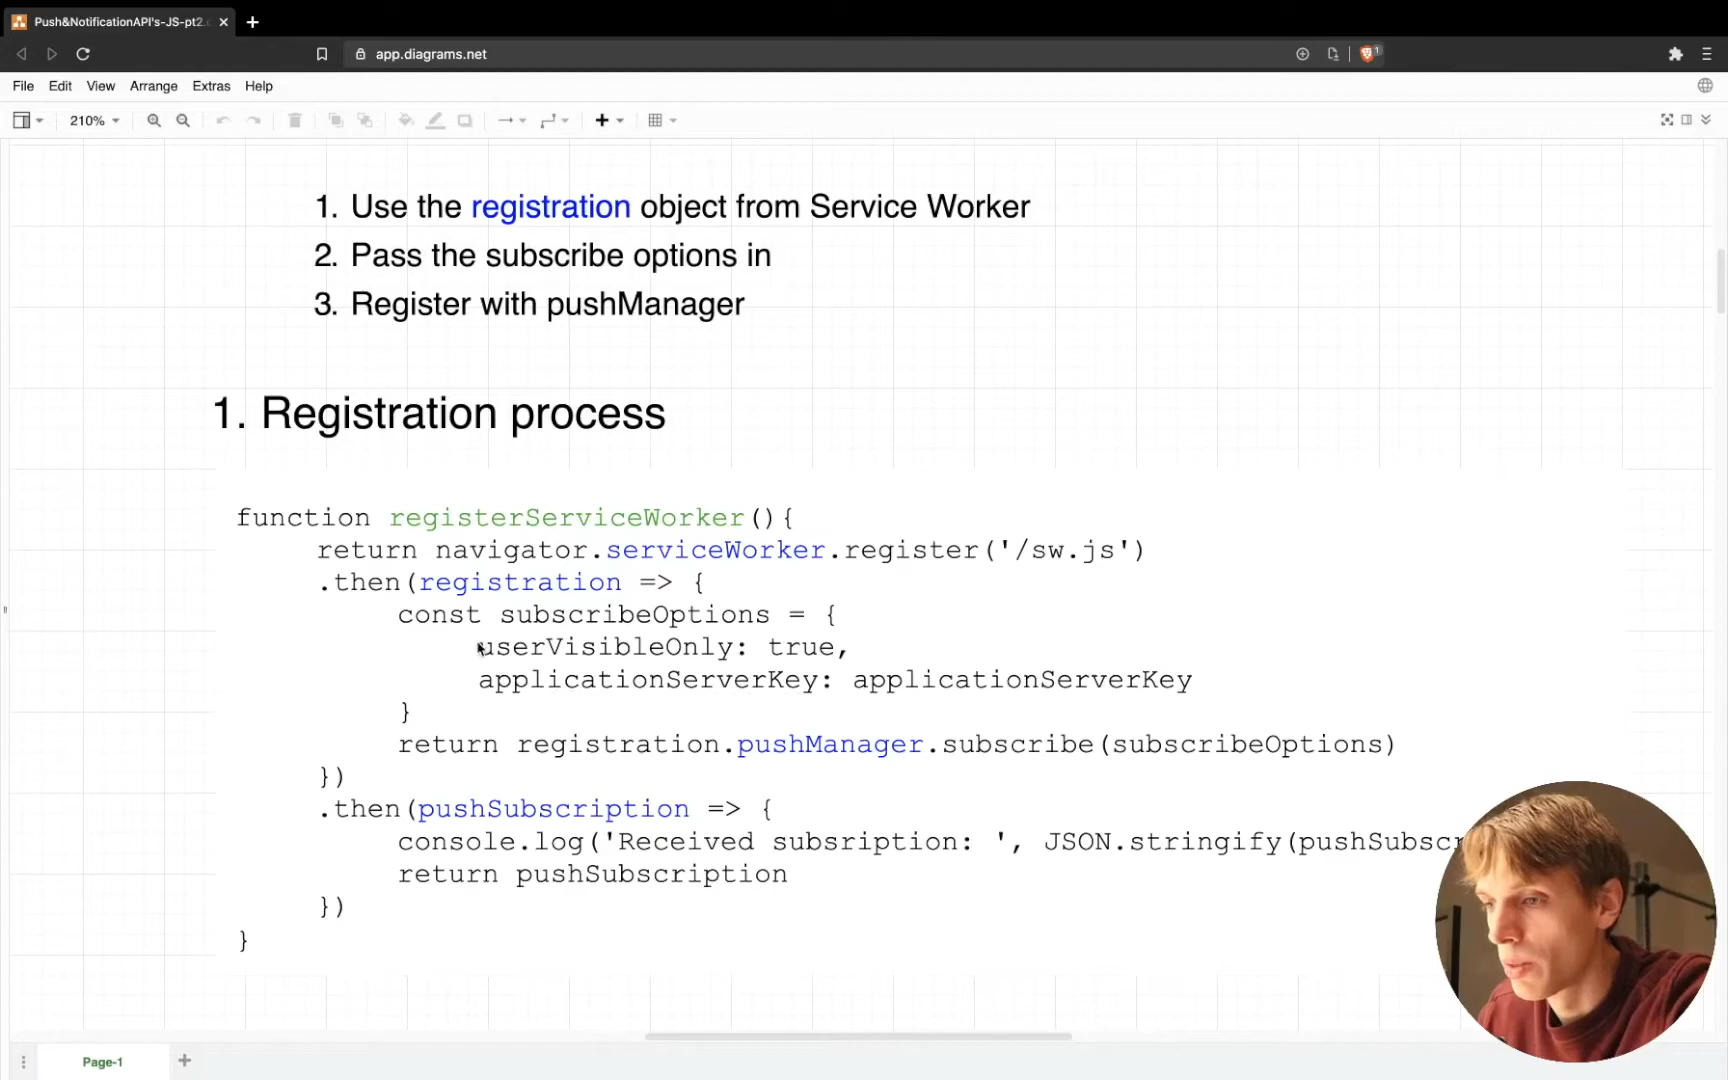 Push&NotificationAPI's-JS-pt2.
app.diagrams.net
1
File Edit View Arrange Extras Help
210%
1. Use the registration object from Service Worker
2. Pass the subscribe options in
3. Register with pushManager
1. Registration process
function registerServiceWorker(){
return navigator.serviceWorker.register('/sw.js')
.then(registration => {
const subscribeOptions = {
userVisibleOnly: true,
applicationServerKey: applicationServerKey
}
return registration.pushManager.subscribe(subscribeOptions)
})
.then(pushSubscription => {
console.log('Received subsription: ', JSON.stringify(pushSubscr
return pushSubscription
})
}
Page-1